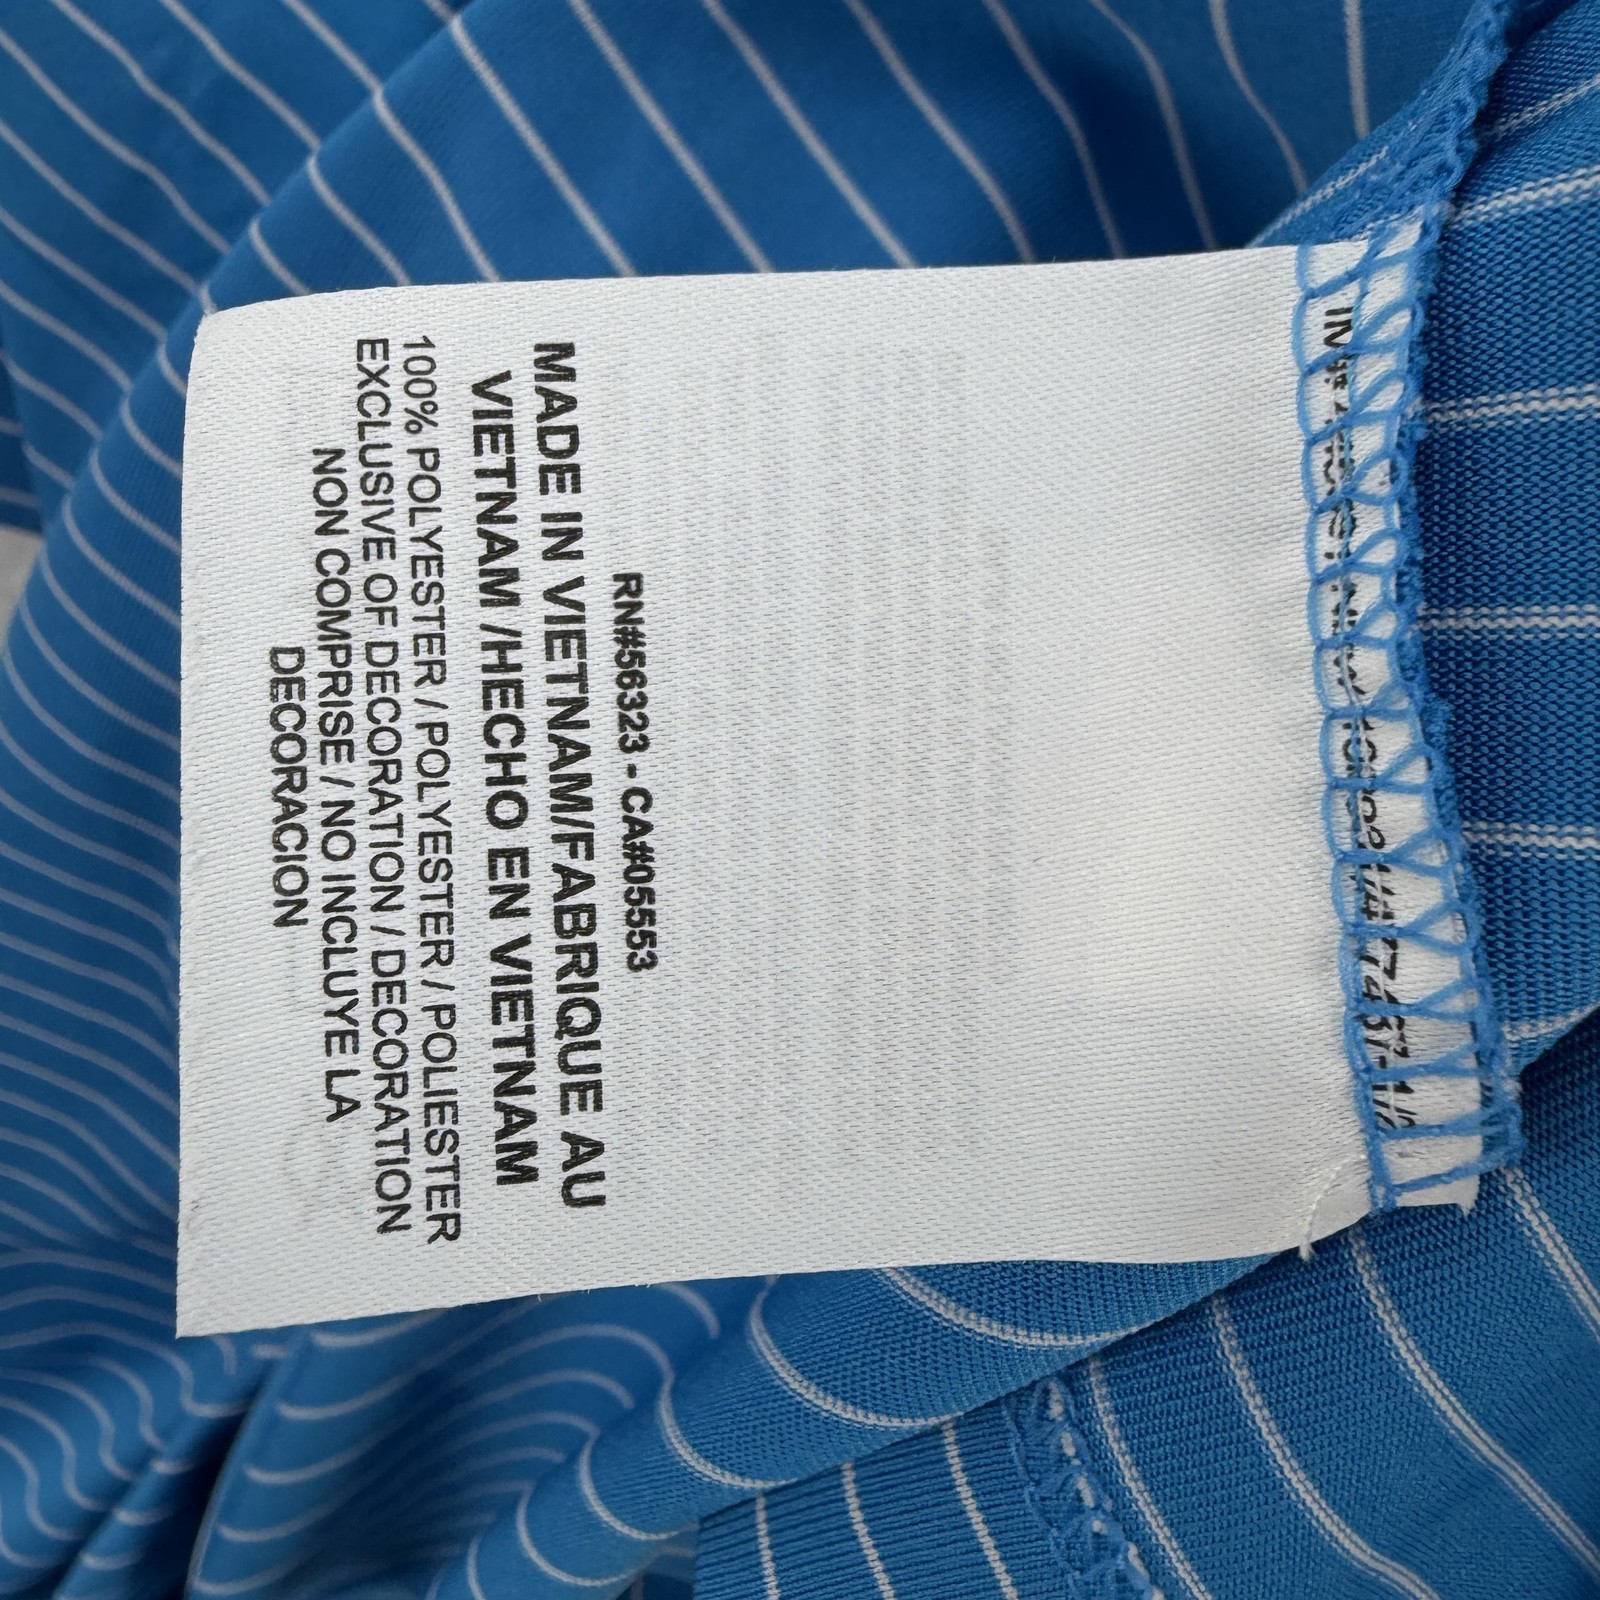 RN#56323 - CA#05553
MADE IN VIETNAM/FABRIQUE AU
VIETNAM /HECHO EN VIETNAM
100% POLYESTER / POLYESTER / POLIESTER
EXCLUSIVE OF DECORATION / DECORATION
NON COMPRISE / NO INCLUYE LA
DECORACION